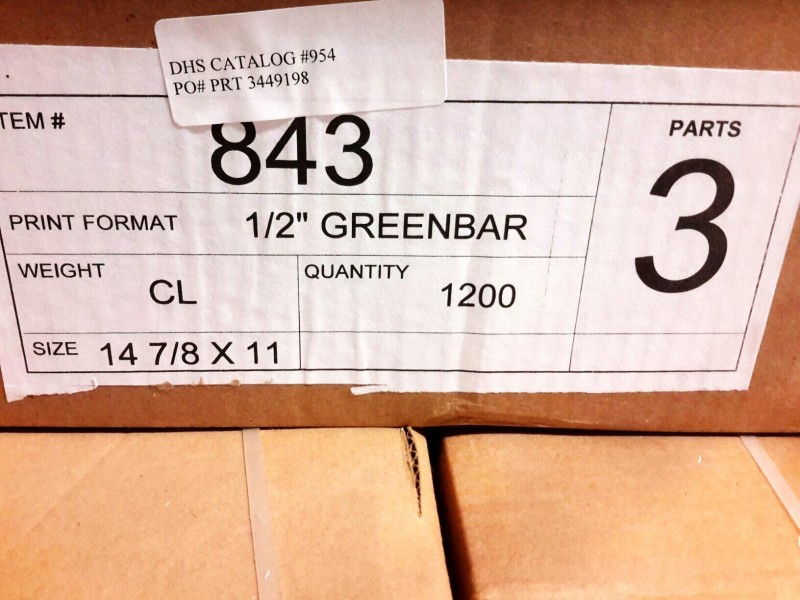 DHS CATALOG #954
PO# PRT 3449198
TEM # 843
PARTS
3
PRINT FORMAT 1/2" GREENBAR
WEIGHT CL
QUANTITY 1200
SIZE 14 7/8 X 11